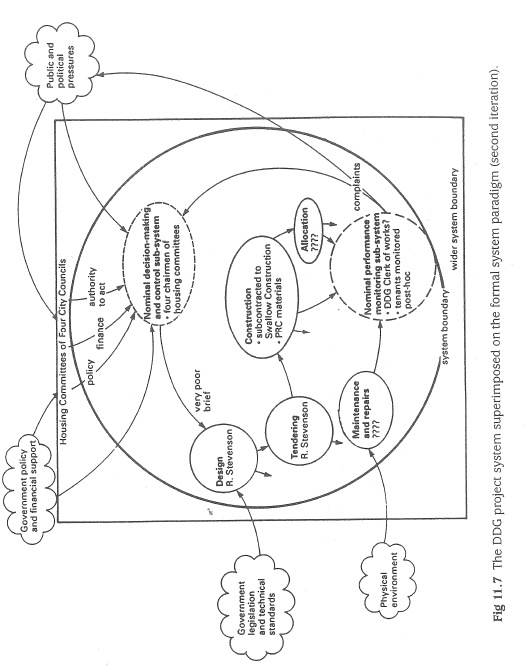 Public and
political
pressures
Government policy
and financial support
Housing Committees of Four City Councils
policy
finance
authority
to act
Nominal decision-making
and control sub-system
• four chairmen of
housing committees
very poor
brief
Design
R. Stevenson
Tendering
R. Stevenson
Construction
• subcontracted to
Swallow Construction
• PRC materials
Allocation
????
complaints
Maintenance
and repairs
????
Nominal performance
monitoring sub-system
• DDG Clerk of works?
• tenants monitored
post-hoc
system boundary
wider system boundary
Government
legislation
and technical
standards
Physical
environment
Fig 11.7 The DDG project system superimposed on the formal system paradigm (second iteration).